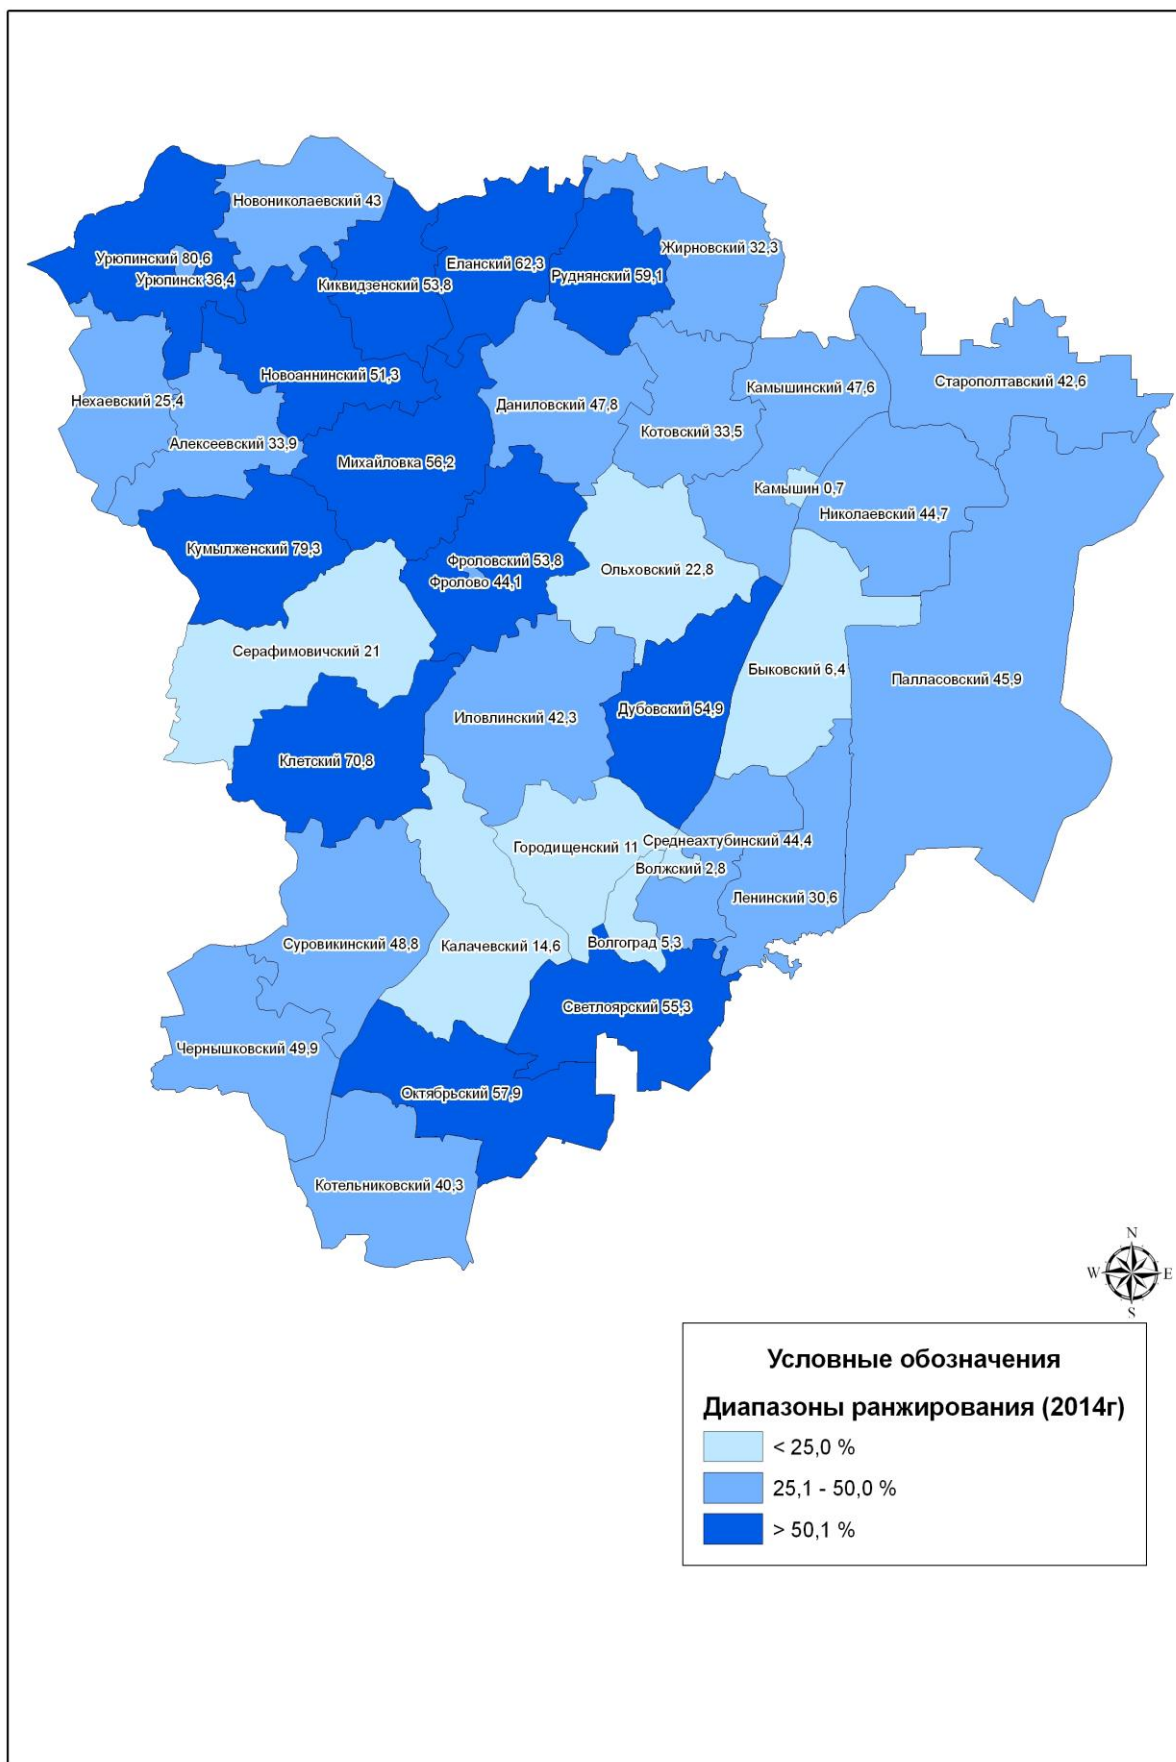 Новониколаевский 43
Урюпинский 80,6
Урюпинск 36,4
Киквидзенский 53,8
Еланский 62,3
Руднянский 59,1
Жирновский 32,3
Новоаннинский 51,3
Нехаевский 25,4
Алексеевский 33,9
Даниловский 47,8
Котовский 33,5
Камышинский 47,6
Старополтавский 42,6
Михайловка 56,2
Камышин 0,7
Николаевский 44,7
Кумылженский 79,3
Фроловский 53,8
Фролово 44,1
Ольховский 22,8
Серафимовичский 21
Быковский 6,4
Палласовский 45,9
Иловлинский 42,3
Дубовский 54,9
Клетский 70,8
Городищенский 11
Среднеахтубинский 44,4
Волжский 2,8
Ленинский 30,6
Суровикинский 48,8
Калачевский 14,6
Волгоград 5,3
Светлоярский 55,3
Чернышковский 49,9
Октябрьский 57,9
Котельниковский 40,3
N
W
E
S
Условные обозначения
Диапазоны ранжирования (2014г)
< 25,0 %
25,1 - 50,0 %
> 50,1 %